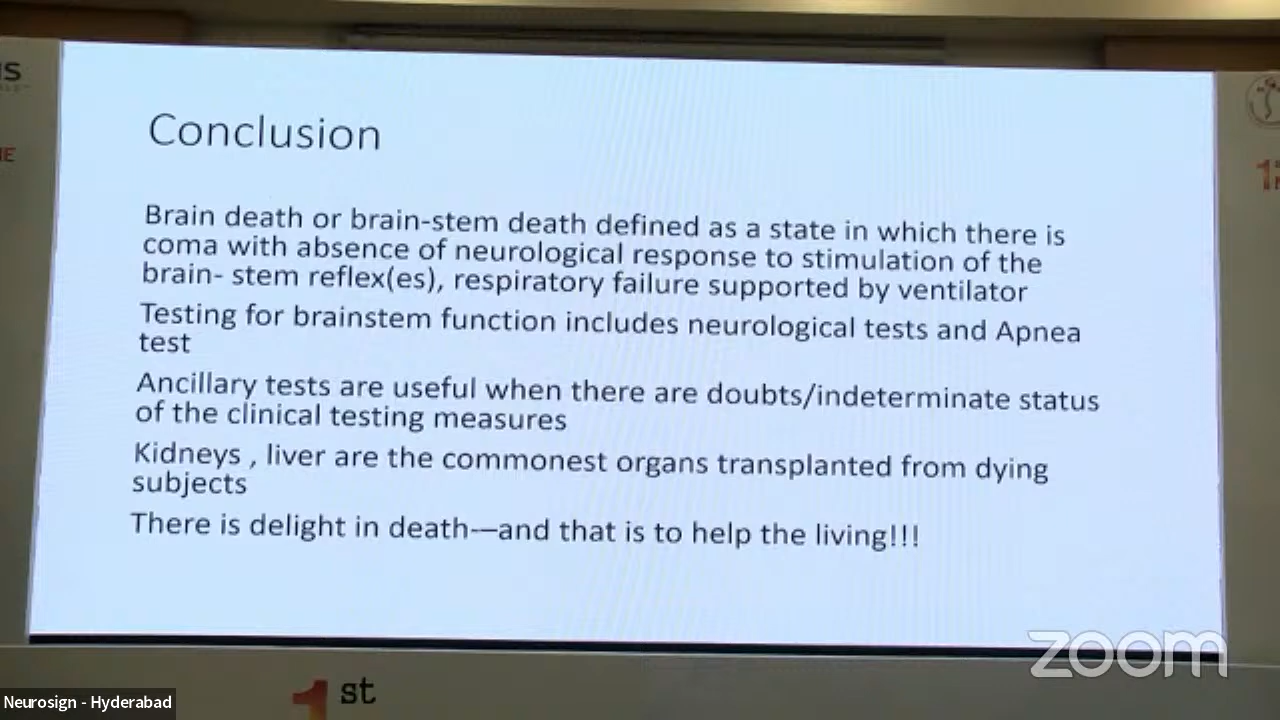 Conclusion
Brain death or brain-stem death defined as a state in which there is
coma with absence of neurological response to stimulation of the
brain- stem reflex(es), respiratory failure supported by ventilator
Testing for brainstem function includes neurological tests and Apnea
test
Ancillary tests are useful when there are doubts/indeterminate status
of the clinical testing measures
Kidneys , liver are the commonest organs transplanted from dying
subjects
There is delight in death-—and that is to help the living!!!
zoom
1st
Neurosign - Hyderabad